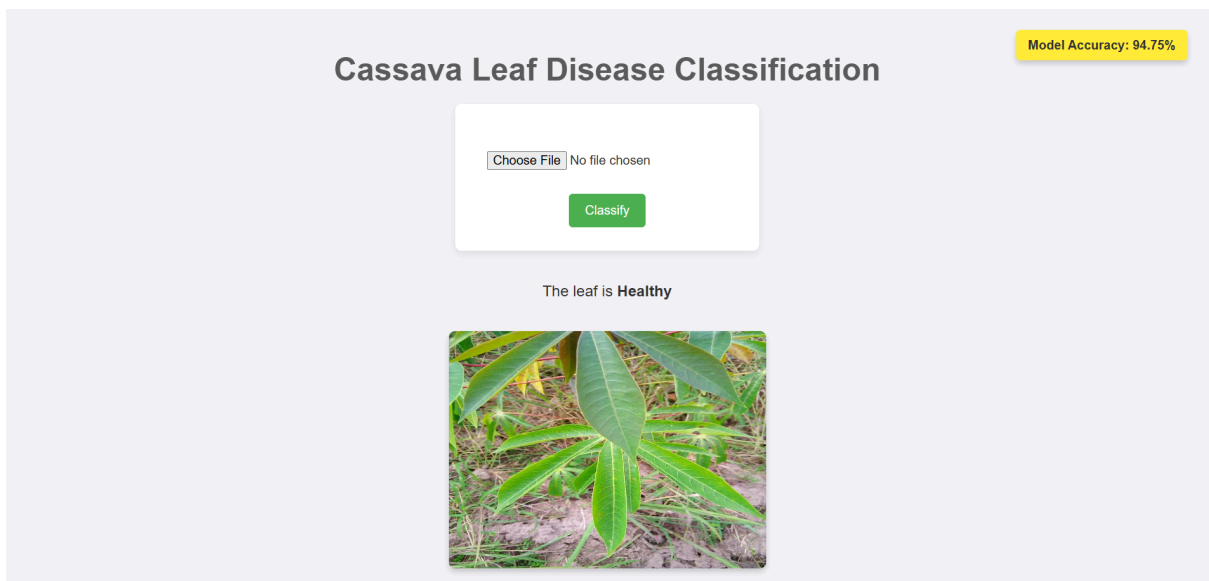 Model Accuracy: 94.75%
Cassava Leaf Disease Classification
Choose File No file chosen
Classify
The leaf is Healthy